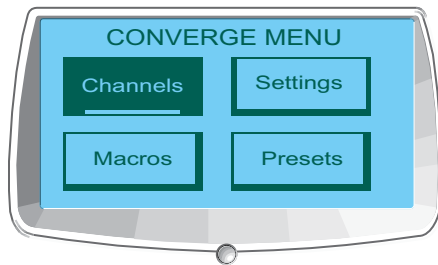 CONVERGE MENU
Channels
Settings
Macros
Presets